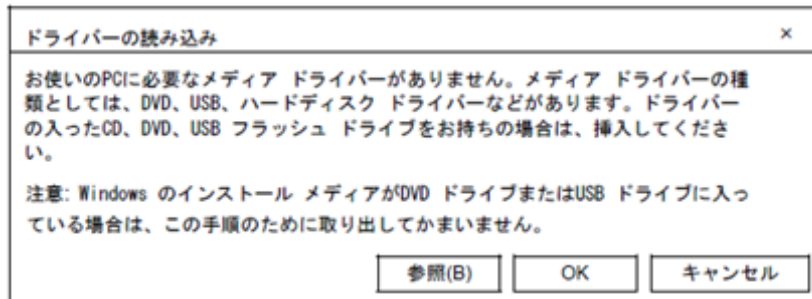 ドライバーの読み込み ×
お使いのPCに必要なメディア ドライバーがありません。メディア ドライバーの種
類としては、DVD、USB、ハードディスク ドライバーなどがあります。ドライバー
の入ったCD、DVD、USB フラッシュ ドライブをお持ちの場合は、挿入してくださ
い。
注意: Windows のインストール メディアがDVD ドライブまたはUSB ドライブに入っ
ている場合は、この手順のために取り出してかまいません。
参照(B) OK キャンセル